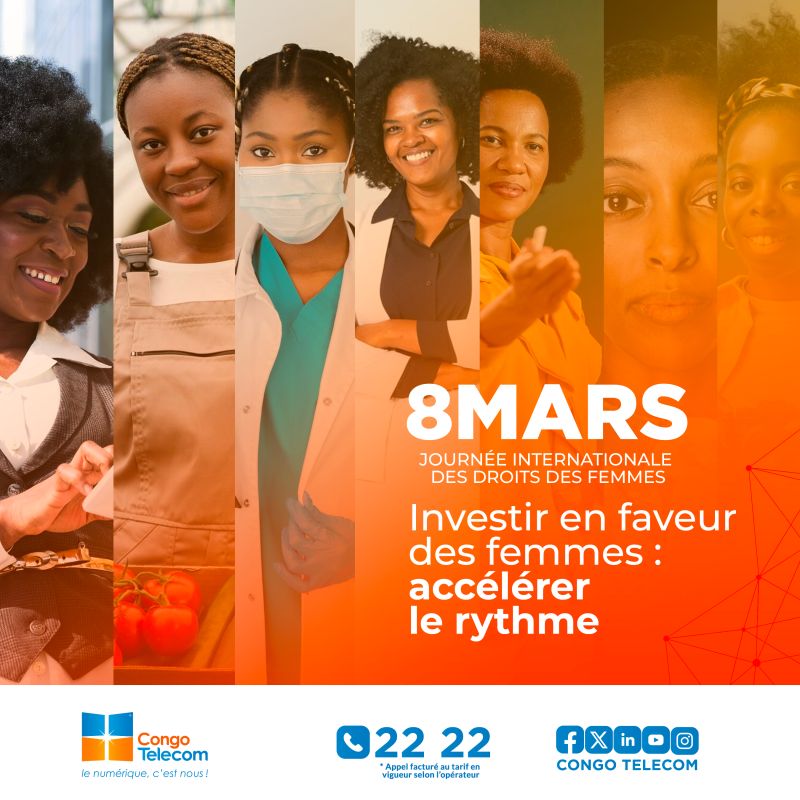 8MARS
JOURNÉE INTERNATIONALE
DES DROITS DES FEMMES
Investir en faveur
des femmes :
accélérer
le rythme
Congo
Telecom
le numérique, c'est nous !
22 22
* Appel facturé au tarif en
vigueur selon l'opérateur
CONGO TELECOM